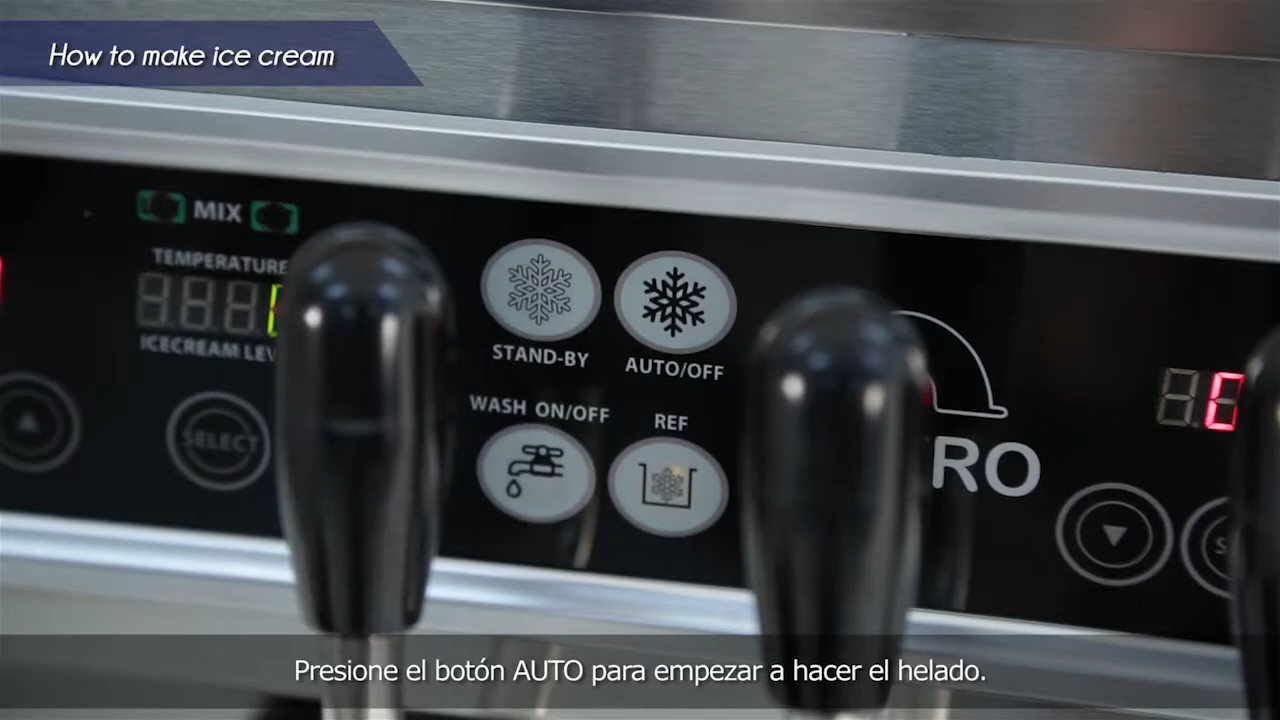 How to make ice cream
MIX
TEMPERATURE
ICECREAM
SELECT
STAND-BY
AUTO/OFF
WASH ON/OFF
REF
RO
Presione el botón AUTO para empezar a hacer el helado.